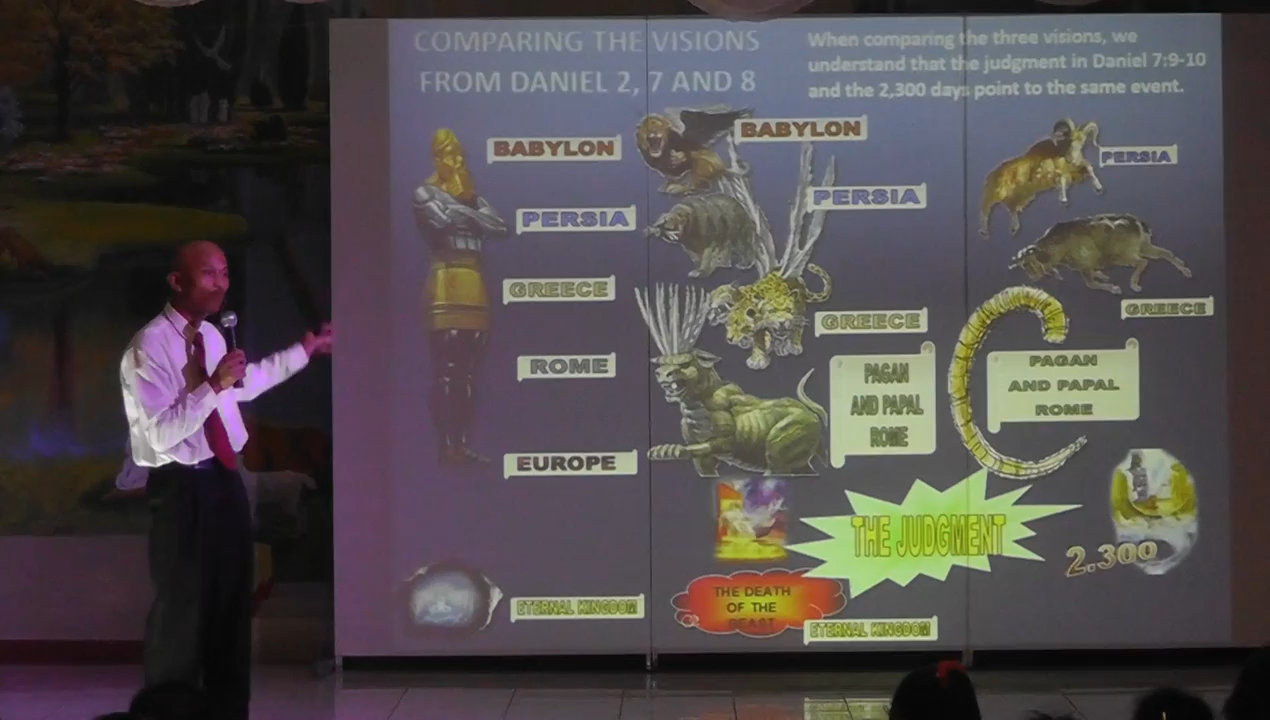 COMPARING THE VISIONS
FROM DANIEL 2, 7 AND 8
When comparing the three visions, we
understand that the judgment in Daniel 7:9-10
and the 2,300 days point to the same event.
BABYLON
PERSIA
GREECE
ROME
EUROPE
ETERNAL KINGDOM
BABYLON
PERSIA
GREECE
PAGAN
AND PAPAL
ROME
THE JUDGMENT
THE DEATH
OF THE
BEAST
ETERNAL KINGDOM
PERSIA
GREECE
PAGAN
AND PAPAL
ROME
2.300